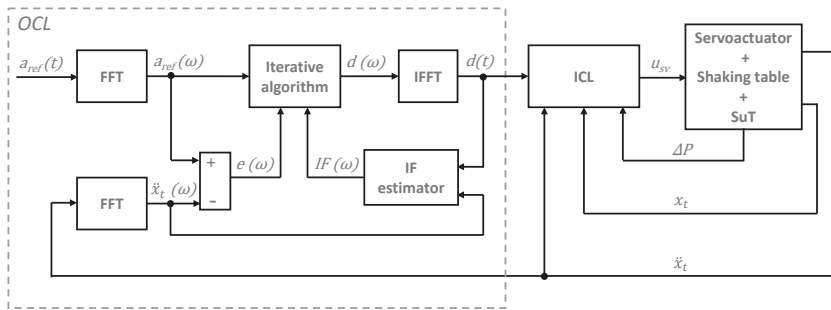 OCL
a_ref(t)
FFT
a_ref(ω)
Iterative
algorithm
d(ω)
IFFT
d(t)
ICL
u_sv
Servoactuator
+
Shaking table
+
SuT
ΔP
+
-
e(ω)
IF(ω)
IF
estimator
FFT
ẍ_t(ω)
x_t
ẍ_t